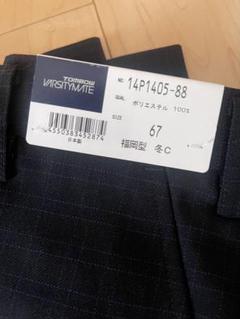 TOMBOW
VARSITYMATE
NO. 14P1405-88
QUAL. ポリエステル 100%
SIZE 67
福岡型 冬C
4550383452874
日本製